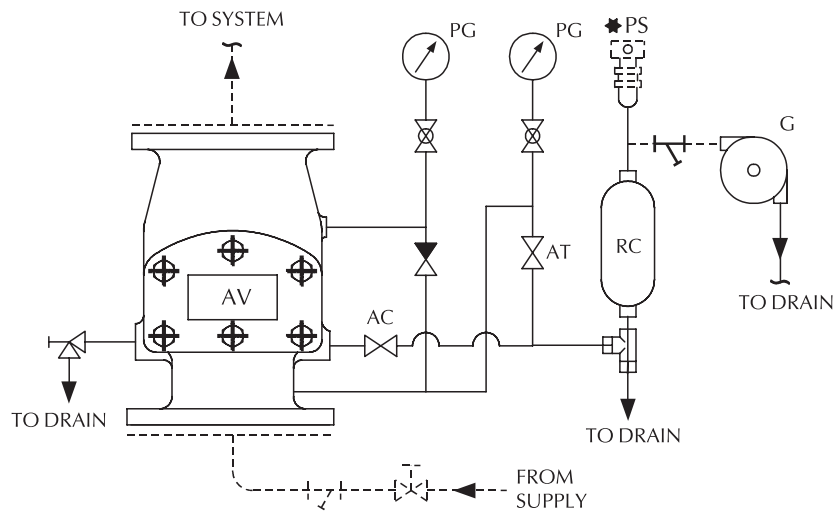 TO SYSTEM
PG
PG
✸ PS
G
RC
AV
AT
AC
TO DRAIN
TO DRAIN
TO DRAIN
FROM
SUPPLY